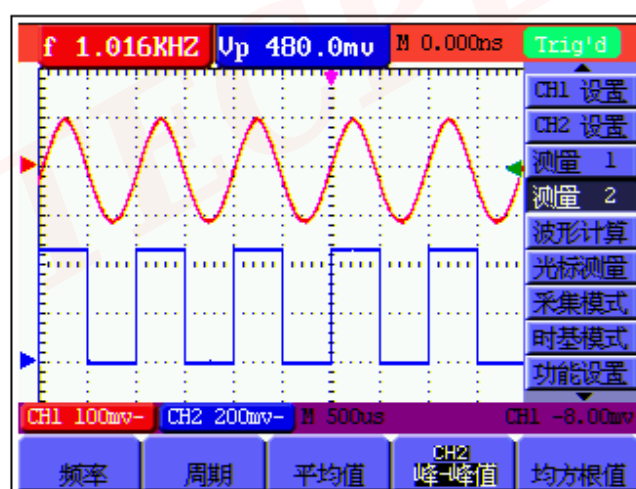 f 1.016KHZ Vp 480.0mv M 0.000ns Trig'd
CH1 设置
CH2 设置
测量 1
测量 2
波形计算
光标测量
采集模式
时基模式
功能设置
CH1 100mv- CH2 200mv- M 500us CH1 -8.00mv
频率 周期 平均值 CH2 峰-峰值 均方根值